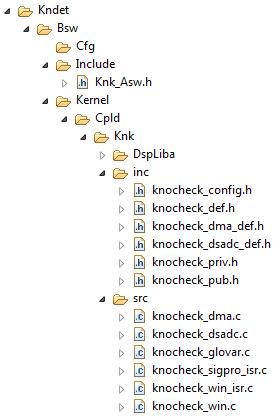 Kndet
Bsw
Cfg
Include
Knk_Asw.h
Kernel
Cpld
Knk
DspLiba
inc
knocheck_config.h
knocheck_def.h
knocheck_dma_def.h
knocheck_dsadc_def.h
knocheck_priv.h
knocheck_pub.h
src
knocheck_dma.c
knocheck_dsadc.c
knocheck_glovar.c
knocheck_sigpro_isr.c
knocheck_win_isr.c
knocheck_win.c